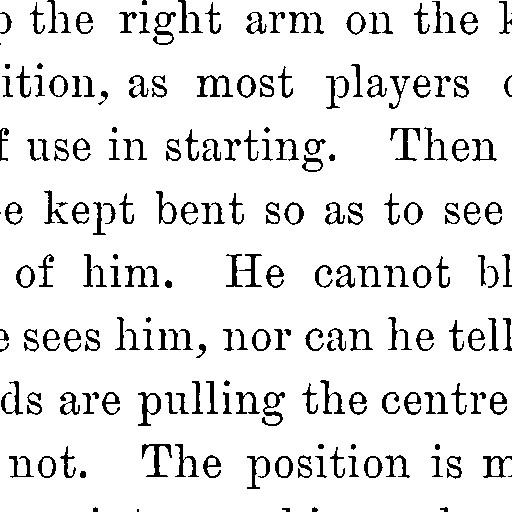 the right arm on the
ition, as most players
f use in starting. Then
e kept bent so as to see
of him. He cannot bl
e sees him, nor can he tell
ds are pulling the centre
not. The position is m